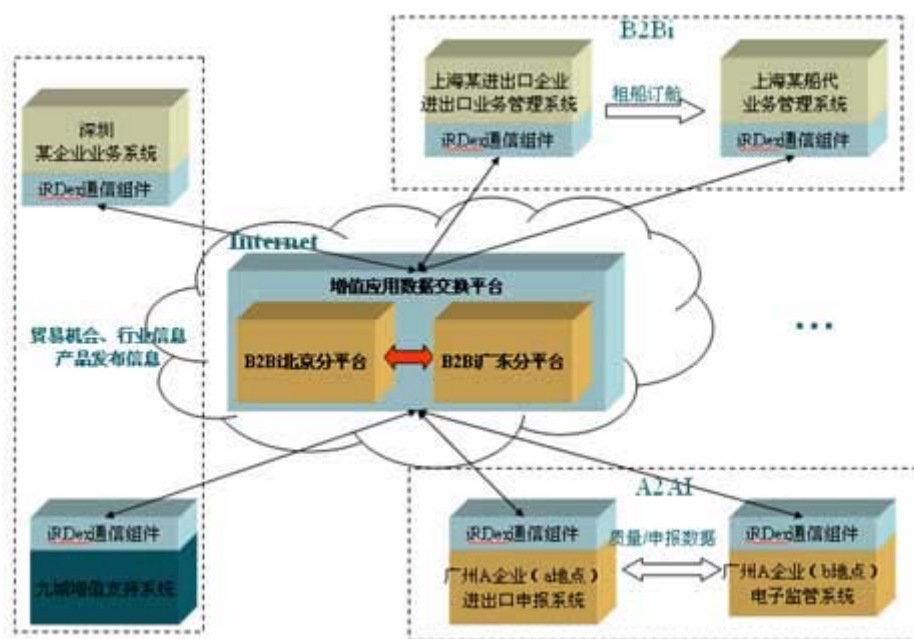 B2Bi
上海某进出口企业
进出口业务管理系统
iRDex通信组件
租船订舱
上海某船代
业务管理系统
iRDex通信组件
深圳
某企业业务系统
iRDex通信组件
Internet
增值应用数据交换平台
B2Bi北京分平台
B2Bi广东分平台
贸易机会、行业信息
产品发布信息
...
iRDex通信组件
九城增值支持系统
A2AI
iRDex通信组件
广州A企业（a地点）
进出口申报系统
质量/申报数据
iRDex通信组件
广州A企业（b地点）
电子监管系统